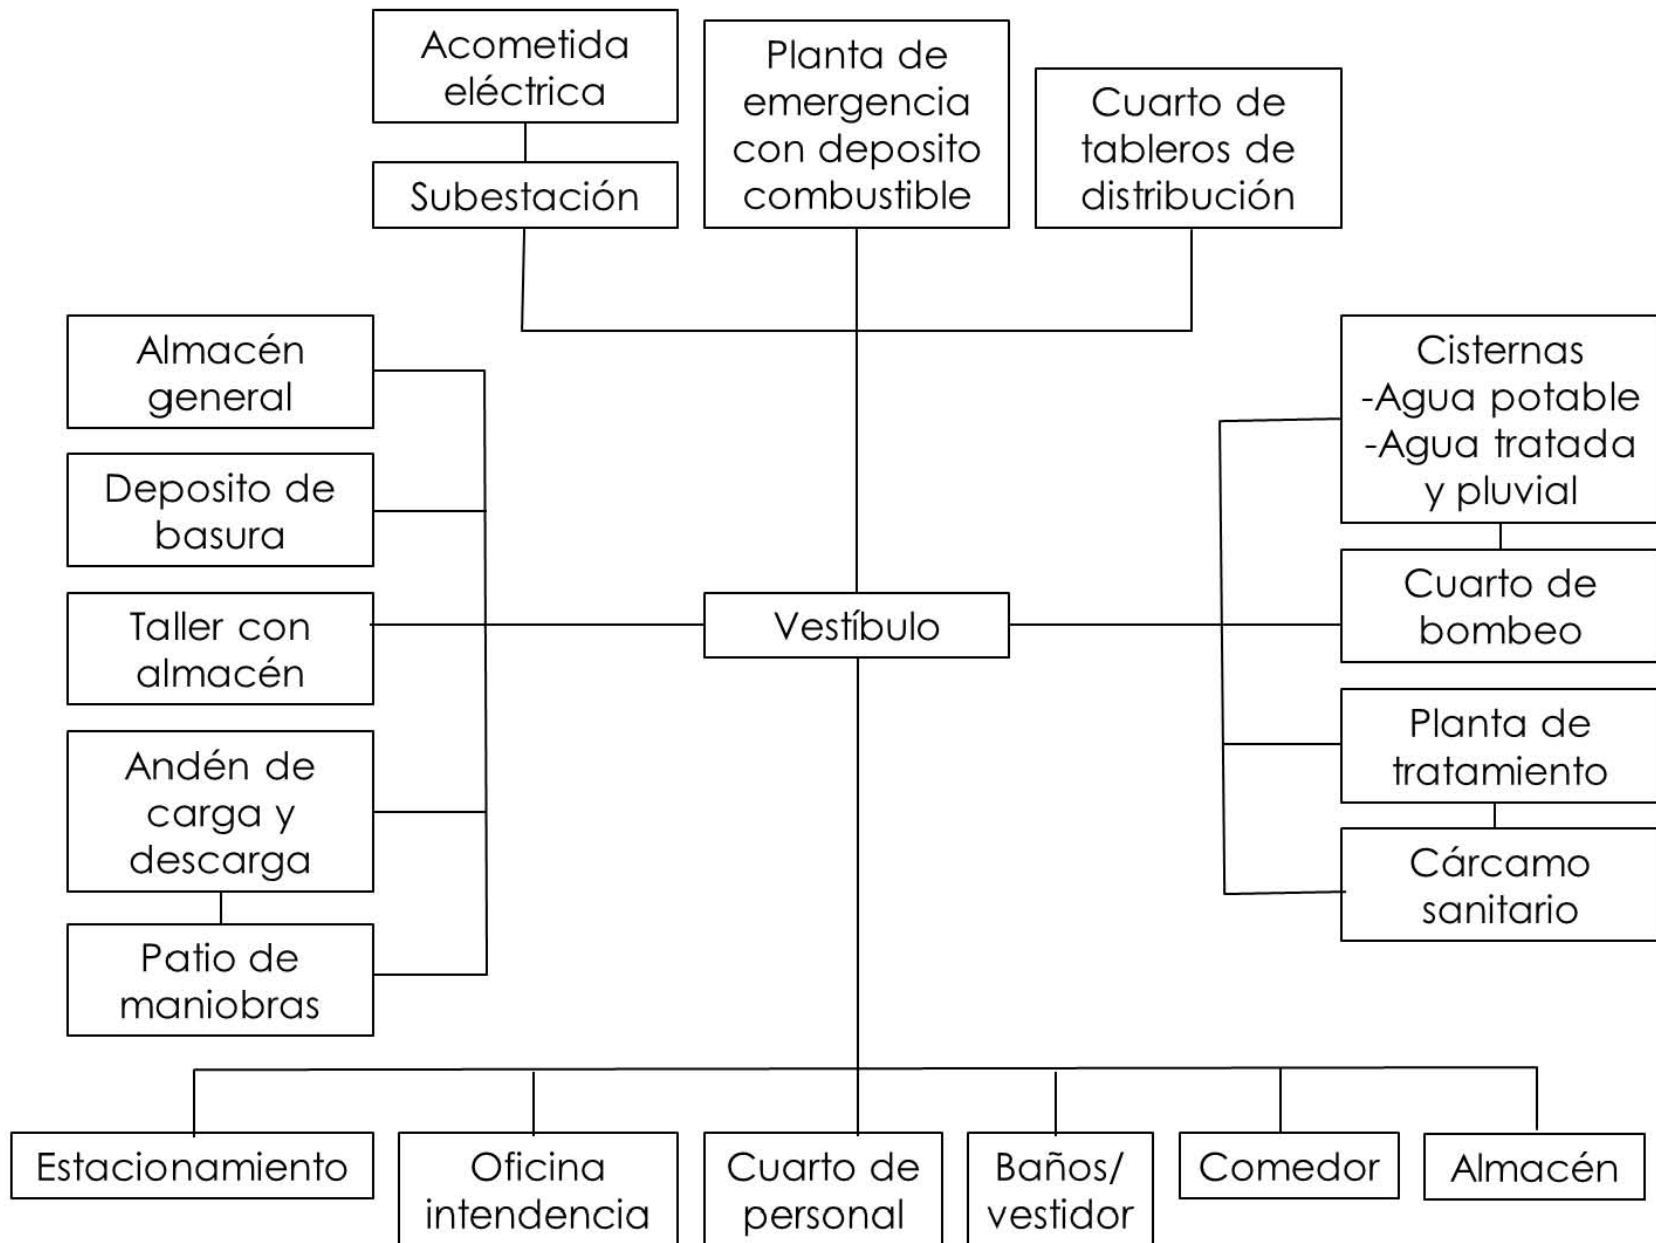 Acometida
eléctrica
Subestación
Planta de
emergencia
con deposito
combustible
Cuarto de
tableros de
distribución
Almacén
general
Deposito de
basura
Taller con
almacén
Andén de
carga y
descarga
Patio de
maniobras
Vestíbulo
Cisternas
-Agua potable
-Agua tratada
y pluvial
Cuarto de
bombeo
Planta de
tratamiento
Cárcamo
sanitario
Estacionamiento
Oficina
intendencia
Cuarto de
personal
Baños/
vestidor
Comedor
Almacén